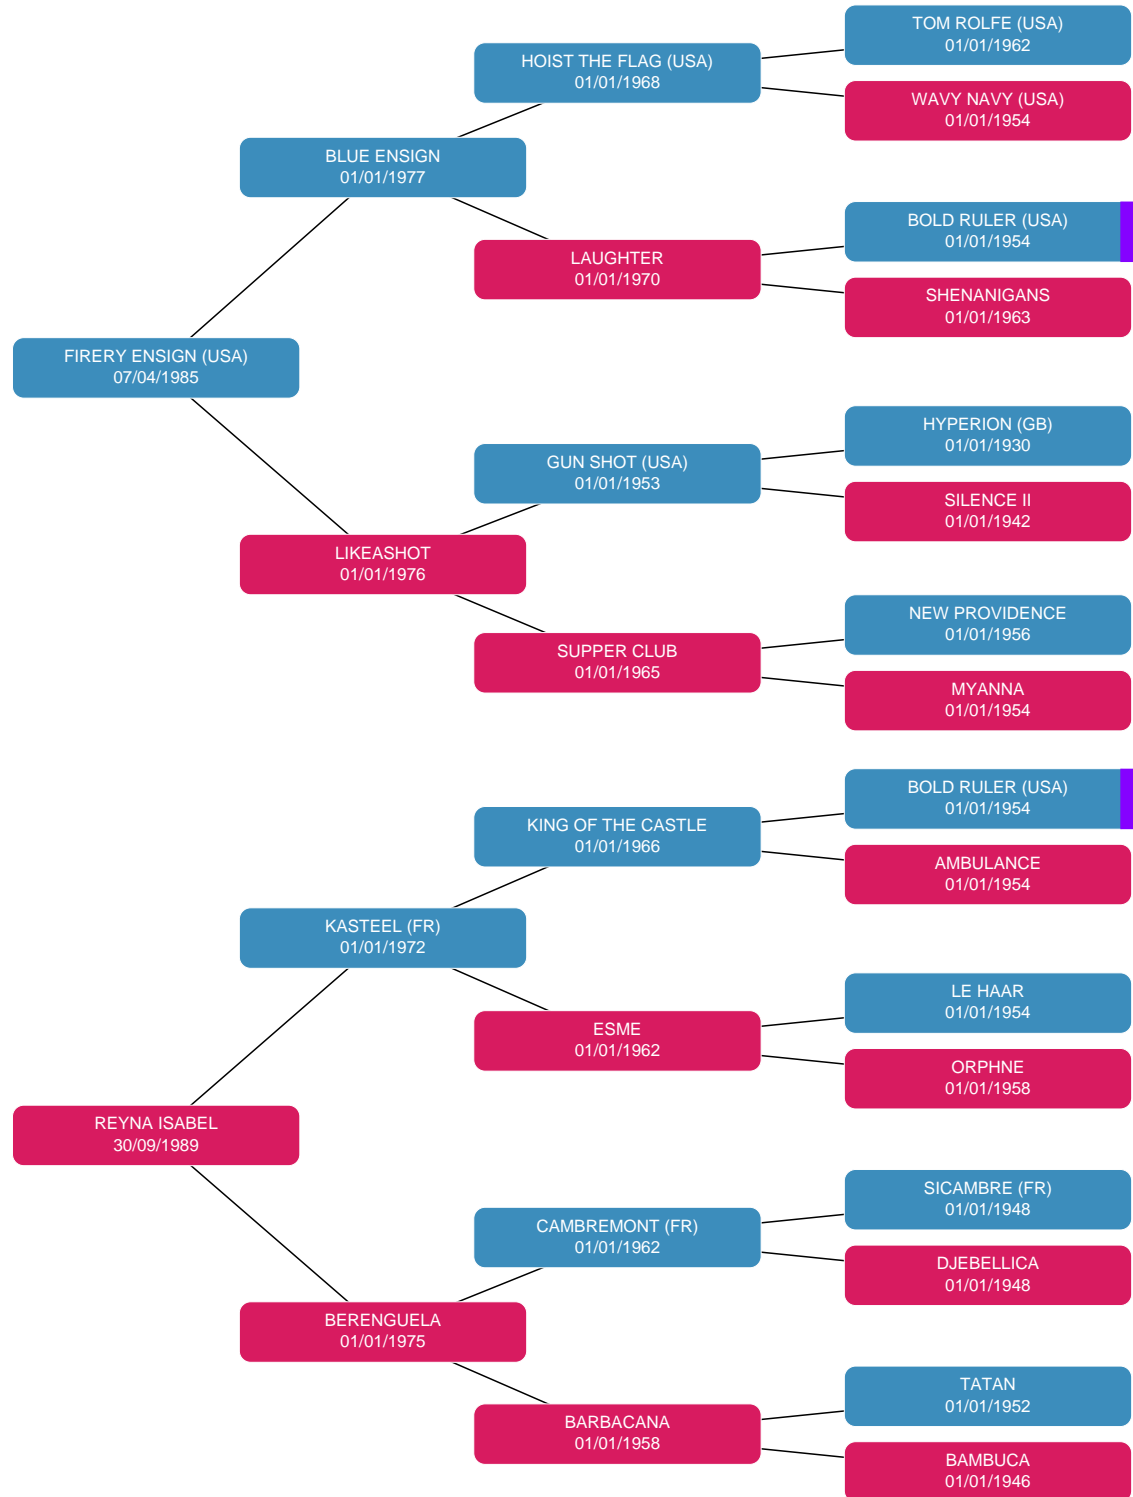 TOM ROLFE (USA)
01/01/1962
HOIST THE FLAG (USA)
01/01/1968
WAVY NAVY (USA)
01/01/1954
BLUE ENSIGN
01/01/1977
BOLD RULER (USA)
01/01/1954
LAUGHTER
01/01/1970
SHENANIGANS
01/01/1963
FIRERY ENSIGN (USA)
07/04/1985
HYPERION (GB)
01/01/1930
GUN SHOT (USA)
01/01/1953
SILENCE II
01/01/1942
LIKEASHOT
01/01/1976
NEW PROVIDENCE
01/01/1956
SUPPER CLUB
01/01/1965
MYANNA
01/01/1954
BOLD RULER (USA)
01/01/1954
KING OF THE CASTLE
01/01/1966
AMBULANCE
01/01/1954
KASTEEL (FR)
01/01/1972
LE HAAR
01/01/1954
ESME
01/01/1962
ORPHNE
01/01/1958
REYNA ISABEL
30/09/1989
SICAMBRE (FR)
01/01/1948
CAMBREMONT (FR)
01/01/1962
DJEBELLICA
01/01/1948
BERENGUELA
01/01/1975
TATAN
01/01/1952
BARBACANA
01/01/1958
BAMBUCA
01/01/1946